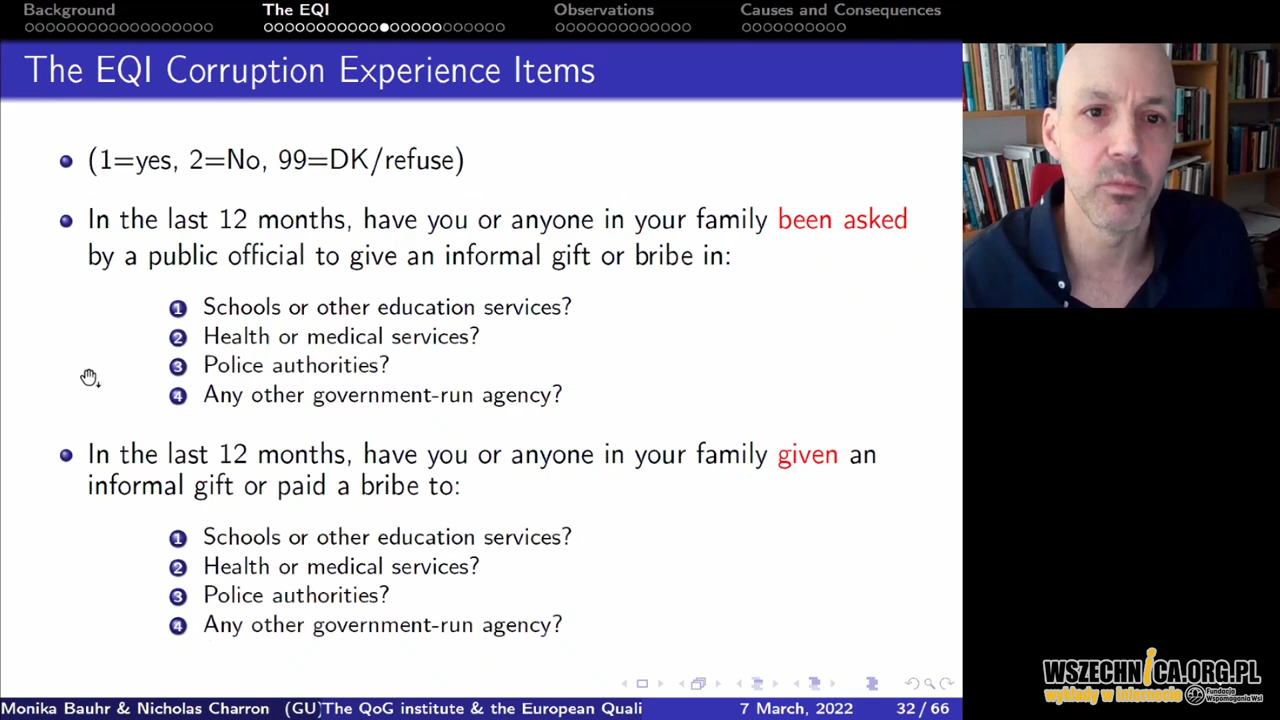 Background The EQI Observations Causes and Consequences
The EQI Corruption Experience Items
(1=yes, 2=No, 99=DK/refuse)
In the last 12 months, have you or anyone in your family been asked
by a public official to give an informal gift or bribe in:
1 Schools or other education services?
2 Health or medical services?
3 Police authorities?
4 Any other government-run agency?
In the last 12 months, have you or anyone in your family given an
informal gift or paid a bribe to:
1 Schools or other education services?
2 Health or medical services?
3 Police authorities?
4 Any other government-run agency?
Monika Bauhr & Nicholas Charron (GU) The QoG institute & the European Quali 7 March, 2022 32 / 66
WSZECHNICA.ORG.PL
wykłady w internecie Fundacja
Wspomagania Wsi